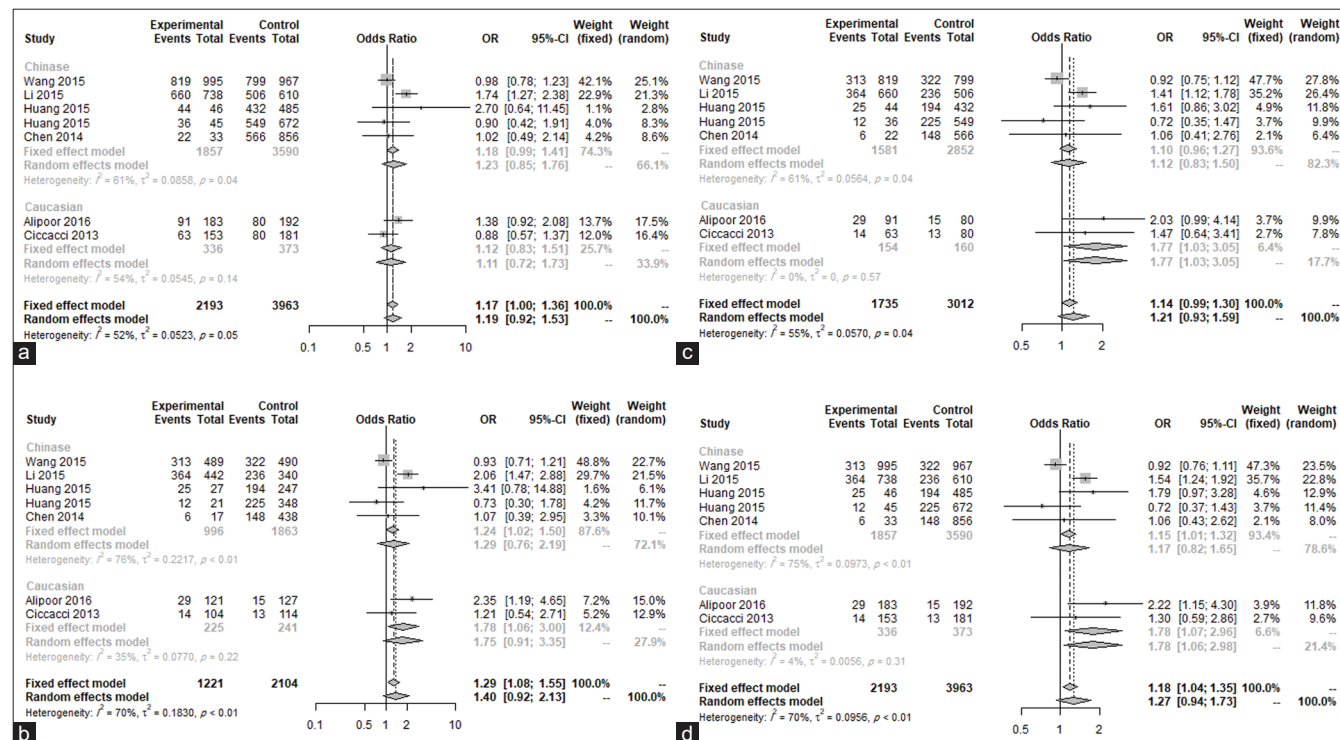 Experimental Control Weight Weight
Study Events Total Events Total Odds Ratio OR 95%-CI (fixed) (random)
Chinase
Wang 2015 819 995 799 967 0.98 [0.78; 1.23] 42.1% 25.1%
Li 2015 660 738 506 610 1.74 [1.27; 2.38] 22.9% 21.3%
Huang 2015 44 46 432 485 2.70 [0.64; 11.45] 1.1% 2.8%
Huang 2015 36 45 549 672 0.90 [0.42; 1.91] 4.0% 8.3%
Chen 2014 22 33 566 856 1.02 [0.49; 2.14] 4.2% 8.6%
Fixed effect model 1857 3590 1.18 [0.99; 1.41] 74.3% --
Random effects model 1.23 [0.85; 1.76] -- 66.1%
Heterogeneity: I² = 61%, τ² = 0.0858, p = 0.04
Caucasian
Alipoor 2016 91 183 80 192 1.38 [0.92; 2.08] 13.7% 17.5%
Ciccacci 2013 63 153 80 181 0.88 [0.57; 1.37] 12.0% 16.4%
Fixed effect model 336 373 1.12 [0.83; 1.51] 25.7% --
Random effects model 1.11 [0.72; 1.73] -- 33.9%
Heterogeneity: I² = 54%, τ² = 0.0545, p = 0.14
Fixed effect model 2193 3963 1.17 [1.00; 1.36] 100.0% --
Random effects model 1.19 [0.92; 1.53] -- 100.0%
Heterogeneity: I² = 52%, τ² = 0.0523, p = 0.05
0.1 0.5 1 2 10
a
Experimental Control Weight Weight
Study Events Total Events Total Odds Ratio OR 95%-CI (fixed) (random)
Chinase
Wang 2015 313 819 322 799 0.92 [0.75; 1.12] 47.7% 27.8%
Li 2015 364 660 236 506 1.41 [1.12; 1.78] 35.2% 26.4%
Huang 2015 25 44 194 432 1.61 [0.86; 3.02] 4.9% 11.8%
Huang 2015 12 36 225 549 0.72 [0.35; 1.47] 3.7% 9.9%
Chen 2014 6 22 148 566 1.06 [0.41; 2.76] 2.1% 6.4%
Fixed effect model 1581 2852 1.10 [0.96; 1.27] 93.6% --
Random effects model 1.12 [0.83; 1.50] -- 82.3%
Heterogeneity: I² = 61%, τ² = 0.0564, p = 0.04
Caucasian
Alipoor 2016 29 91 15 80 2.03 [0.99; 4.14] 3.7% 9.9%
Ciccacci 2013 14 63 13 80 1.47 [0.64; 3.41] 2.7% 7.8%
Fixed effect model 154 160 1.77 [1.03; 3.05] 6.4% --
Random effects model 1.77 [1.03; 3.05] -- 17.7%
Heterogeneity: I² = 0%, τ² = 0, p = 0.57
Fixed effect model 1735 3012 1.14 [0.99; 1.30] 100.0% --
Random effects model 1.21 [0.93; 1.59] -- 100.0%
Heterogeneity: I² = 55%, τ² = 0.0570, p = 0.04
0.5 1 2
c
Experimental Control Weight Weight
Study Events Total Events Total Odds Ratio OR 95%-CI (fixed) (random)
Chinase
Wang 2015 313 489 322 490 0.93 [0.71; 1.21] 48.8% 22.7%
Li 2015 364 442 236 340 2.06 [1.47; 2.88] 29.7% 21.5%
Huang 2015 25 27 194 247 3.41 [0.78; 14.88] 1.6% 6.1%
Huang 2015 12 21 225 348 0.73 [0.30; 1.78] 4.2% 11.7%
Chen 2014 6 17 148 438 1.07 [0.39; 2.95] 3.3% 10.1%
Fixed effect model 996 1863 1.24 [1.02; 1.50] 87.6% --
Random effects model 1.29 [0.76; 2.19] -- 72.1%
Heterogeneity: I² = 76%, τ² = 0.2217, p < 0.01
Caucasian
Alipoor 2016 29 121 15 127 2.35 [1.19; 4.65] 7.2% 15.0%
Ciccacci 2013 14 104 13 114 1.21 [0.54; 2.71] 5.2% 12.9%
Fixed effect model 225 241 1.78 [1.06; 3.00] 12.4% --
Random effects model 1.75 [0.91; 3.35] -- 27.9%
Heterogeneity: I² = 35%, τ² = 0.0770, p = 0.22
Fixed effect model 1221 2104 1.29 [1.08; 1.55] 100.0% --
Random effects model 1.40 [0.92; 2.13] -- 100.0%
Heterogeneity: I² = 70%, τ² = 0.1830, p < 0.01
0.1 0.5 1 2 10
b
Experimental Control Weight Weight
Study Events Total Events Total Odds Ratio OR 95%-CI (fixed) (random)
Chinase
Wang 2015 313 995 322 967 0.92 [0.76; 1.11] 47.3% 23.5%
Li 2015 364 738 236 610 1.54 [1.24; 1.92] 35.7% 22.8%
Huang 2015 25 46 194 485 1.79 [0.97; 3.28] 4.6% 12.9%
Huang 2015 12 45 225 672 0.72 [0.37; 1.43] 3.7% 11.4%
Chen 2014 6 33 148 856 1.06 [0.43; 2.62] 2.1% 8.0%
Fixed effect model 1857 3590 1.15 [1.01; 1.32] 93.4% --
Random effects model 1.17 [0.82; 1.65] -- 78.6%
Heterogeneity: I² = 75%, τ² = 0.0973, p < 0.01
Caucasian
Alipoor 2016 29 183 15 192 2.22 [1.15; 4.30] 3.9% 11.8%
Ciccacci 2013 14 153 13 181 1.30 [0.59; 2.86] 2.7% 9.6%
Fixed effect model 336 373 1.78 [1.07; 2.96] 6.6% --
Random effects model 1.78 [1.06; 2.98] -- 21.4%
Heterogeneity: I² = 4%, τ² = 0.0056, p = 0.31
Fixed effect model 2193 3963 1.18 [1.04; 1.35] 100.0% --
Random effects model 1.27 [0.94; 1.73] -- 100.0%
Heterogeneity: I² = 70%, τ² = 0.0956, p < 0.01
0.5 1 2
d